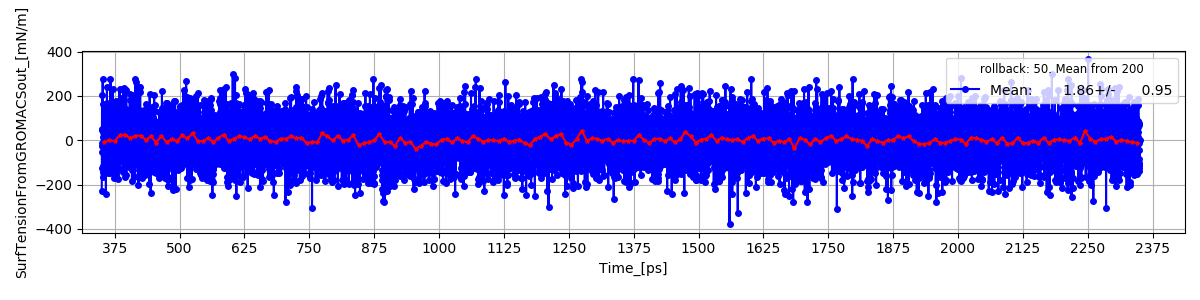 SurfTensionFromGROMACSout_[mN/m]
400
200
0
−200
−400
rollback: 50, Mean from 200
Mean: 1.86+/- 0.95
375 500 625 750 875 1000 1125 1250 1375 1500 1625 1750 1875 2000 2125 2250 2375
Time_[ps]